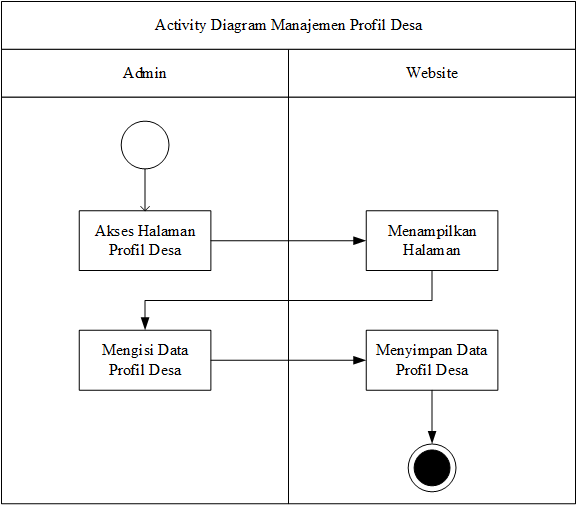 Activity Diagram Manajemen Profil Desa
Admin
Website
Akses Halaman
Profil Desa
Menampilkan
Halaman
Mengisi Data
Profil Desa
Menyimpan Data
Profil Desa